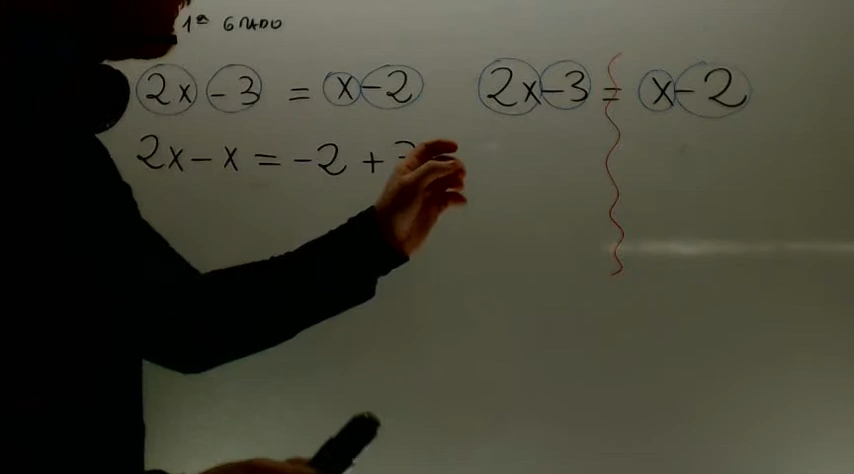 1º GRADO
2x - 3 = x - 2
2x - 3 = x - 2
2x - x = -2 +